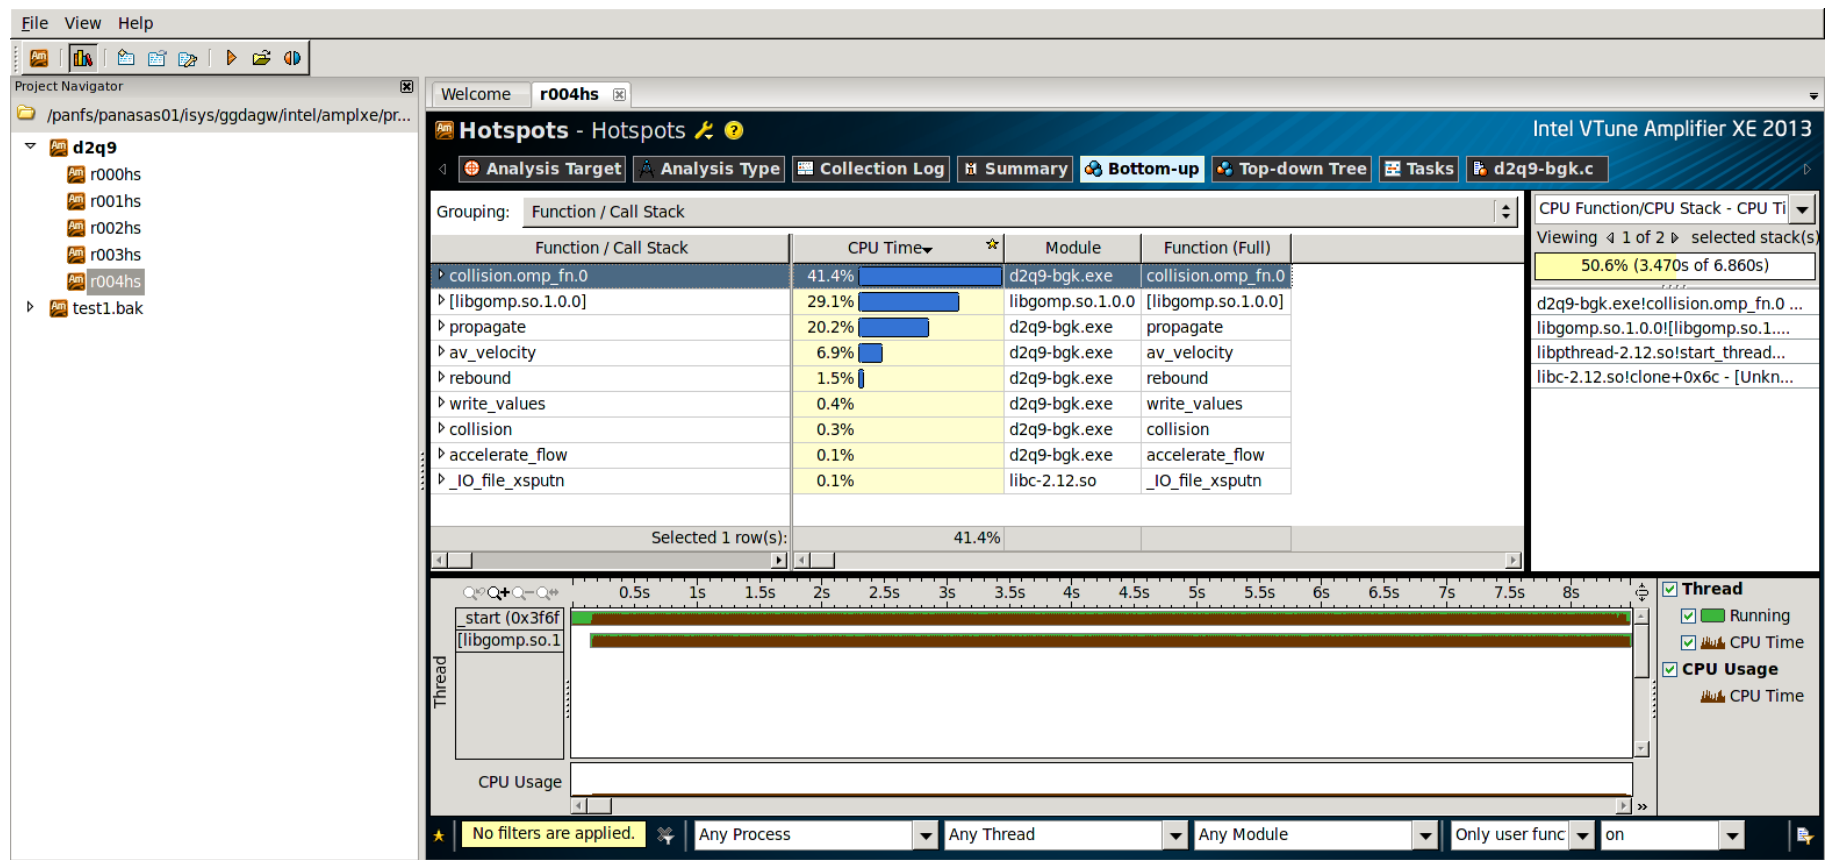 File View Help
Project Navigator
/panfs/panasas01/isys/ggdagw/intel/amplxe/pr...
d2q9
r000hs
r001hs
r002hs
r003hs
r004hs
test1.bak
Welcome r004hs
Hotspots - Hotspots ? Intel VTune Amplifier XE 2013
Analysis Target Analysis Type Collection Log Summary Bottom-up Top-down Tree Tasks d2q9-bgk.c
Grouping: Function / Call Stack
Function / Call Stack CPU Time Module Function (Full)
collision.omp_fn.0 41.4% d2q9-bgk.exe collision.omp_fn.0
[libgomp.so.1.0.0] 29.1% libgomp.so.1.0.0 [libgomp.so.1.0.0]
propagate 20.2% d2q9-bgk.exe propagate
av_velocity 6.9% d2q9-bgk.exe av_velocity
rebound 1.5% d2q9-bgk.exe rebound
write_values 0.4% d2q9-bgk.exe write_values
collision 0.3% d2q9-bgk.exe collision
accelerate_flow 0.1% d2q9-bgk.exe accelerate_flow
_IO_file_xsputn 0.1% libc-2.12.so _IO_file_xsputn
Selected 1 row(s): 41.4%
CPU Function/CPU Stack - CPU Ti
Viewing 1 of 2 selected stack(s)
50.6% (3.470s of 6.860s)
d2q9-bgk.exe!collision.omp_fn.0 ...
libgomp.so.1.0.0![libgomp.so.1....
libpthread-2.12.so!start_thread...
libc-2.12.so!clone+0x6c - [Unkn...
0.5s 1s 1.5s 2s 2.5s 3s 3.5s 4s 4.5s 5s 5.5s 6s 6.5s 7s 7.5s 8s
Thread
_start (0x3f6f
[libgomp.so.1
CPU Usage
Thread
Running
CPU Time
CPU Usage
CPU Time
No filters are applied. Any Process Any Thread Any Module Only user func on